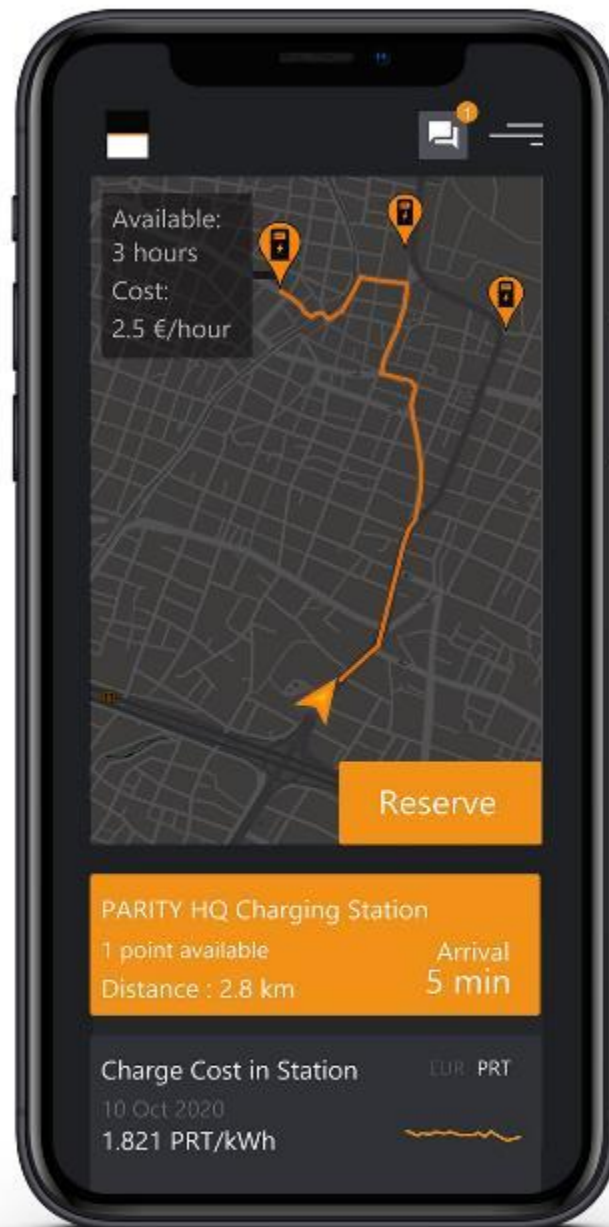 1
Available:
3 hours
Cost:
2.5 €/hour
Reserve
PARITY HQ Charging Station
1 point available
Arrival
Distance : 2.8 km
5 min
Charge Cost in Station
EUR PRT
10 Oct 2020
1.821 PRT/kWh